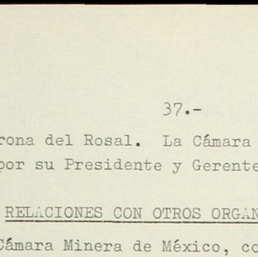 37.-
rona del Rosal. La Cámara
por su Presidente y Gerente
RELACIONES CON OTROS ORGAN
Cámara Minera de México, co